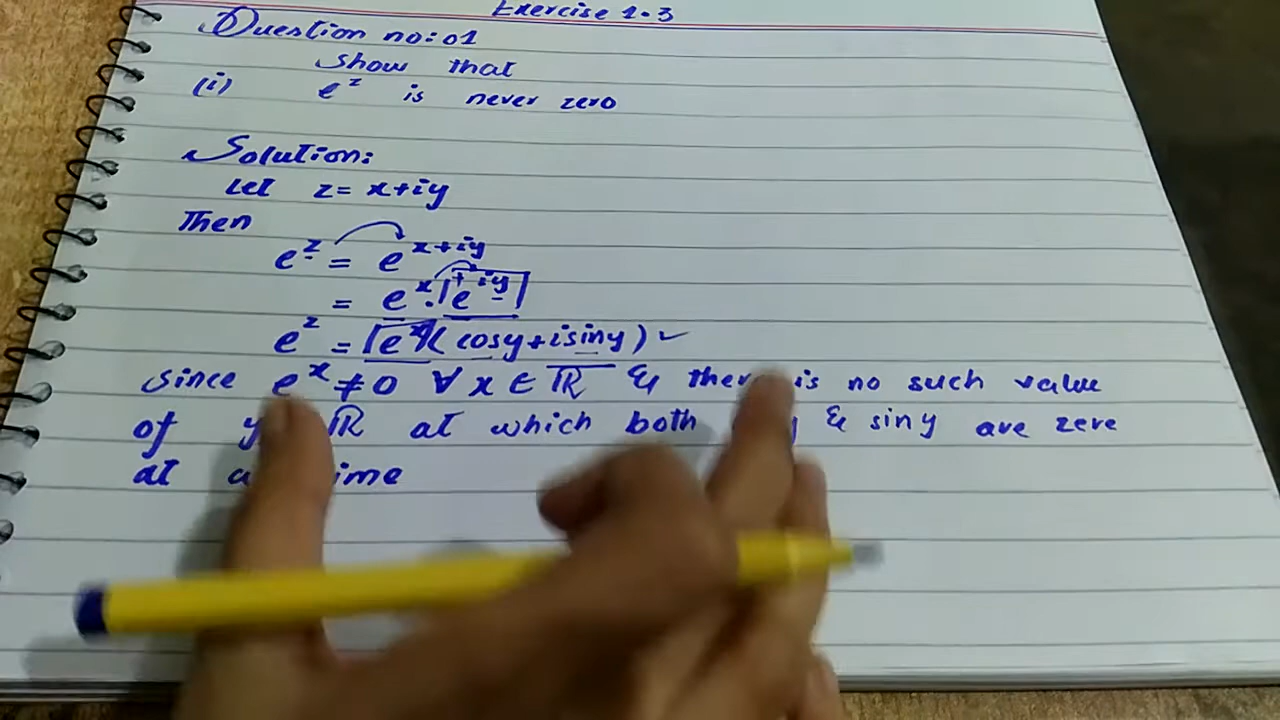 Exercise 1.3
Question no: 01
Show that
(i) e^z is never zero
Solution:
Let z = x+iy
Then
e^z = e^x+iy
= e^x . e^+iy
e^z = e^x ( cosy + isiny ) ✓
Since e^x ≠ 0 ∀ x ∈ ℝ & there is no such value
of y ℝ at which both & siny are zero
at